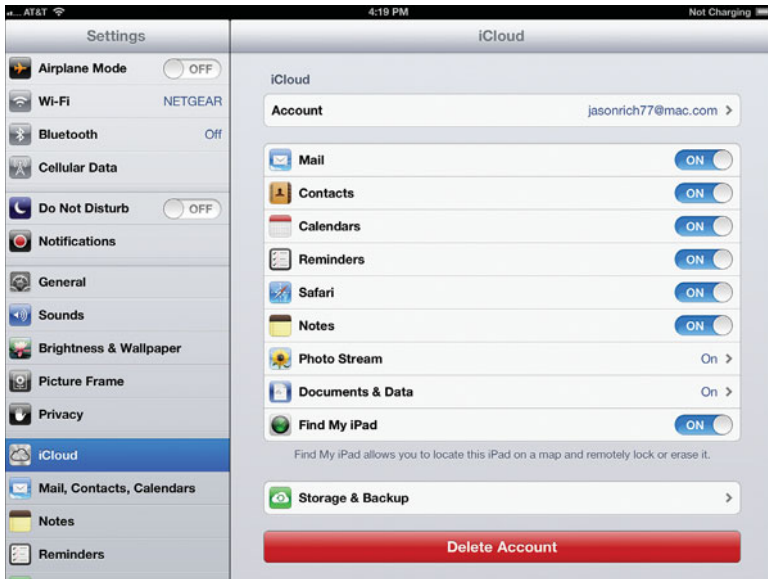 AT&T
4:19 PM
Not Charging
Settings
iCloud
Airplane Mode OFF
Wi-Fi NETGEAR
Bluetooth Off
Cellular Data
Do Not Disturb OFF
Notifications
General
Sounds
Brightness & Wallpaper
Picture Frame
Privacy
iCloud
Mail, Contacts, Calendars
Notes
Reminders
iCloud
Account jasonrich77@mac.com
Mail ON
Contacts ON
Calendars ON
Reminders ON
Safari ON
Notes ON
Photo Stream On
Documents & Data On
Find My iPad ON
Find My iPad allows you to locate this iPad on a map and remotely lock or erase it.
Storage & Backup
Delete Account